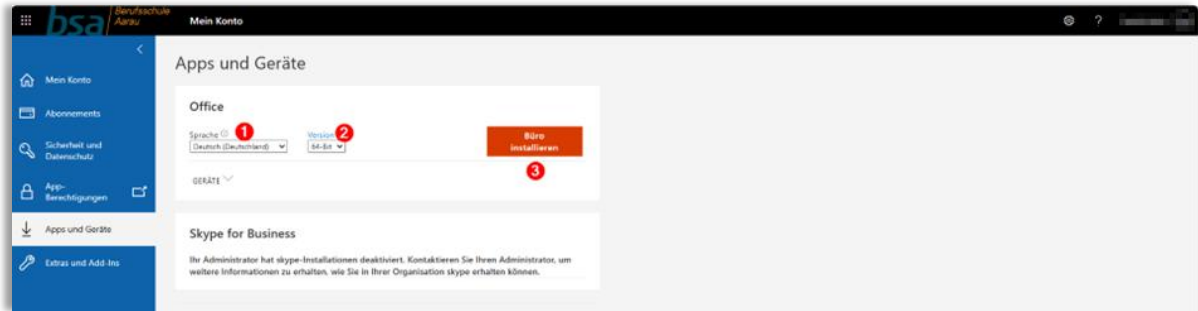 bsa Berufsschule
Aarau
Mein Konto
?
Mein Konto
Abonnements
Sicherheit und
Datenschutz
App-
Berechtigungen
Apps und Geräte
Extras und Add-Ins
Apps und Geräte
Office
Sprache 1
Version 2
Deutsch (Deutschland)
64-Bit
Büro
installieren
3
GERÄTE
Skype for Business
Ihr Administrator hat skype-Installationen deaktiviert. Kontaktieren Sie Ihren Administrator, um
weitere Informationen zu erhalten, wie Sie in Ihrer Organisation skype erhalten können.